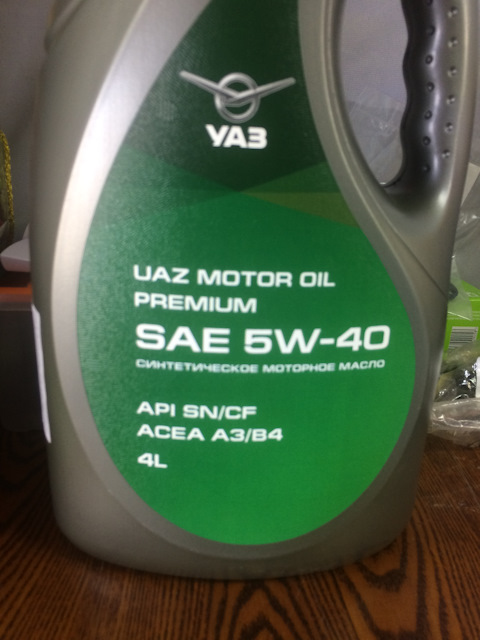 УАЗ
UAZ MOTOR OIL
PREMIUM
SAE 5W-40
СИНТЕТИЧЕСКОЕ МОТОРНОЕ МАСЛО
API SN/CF
ACEA A3/B4
4L